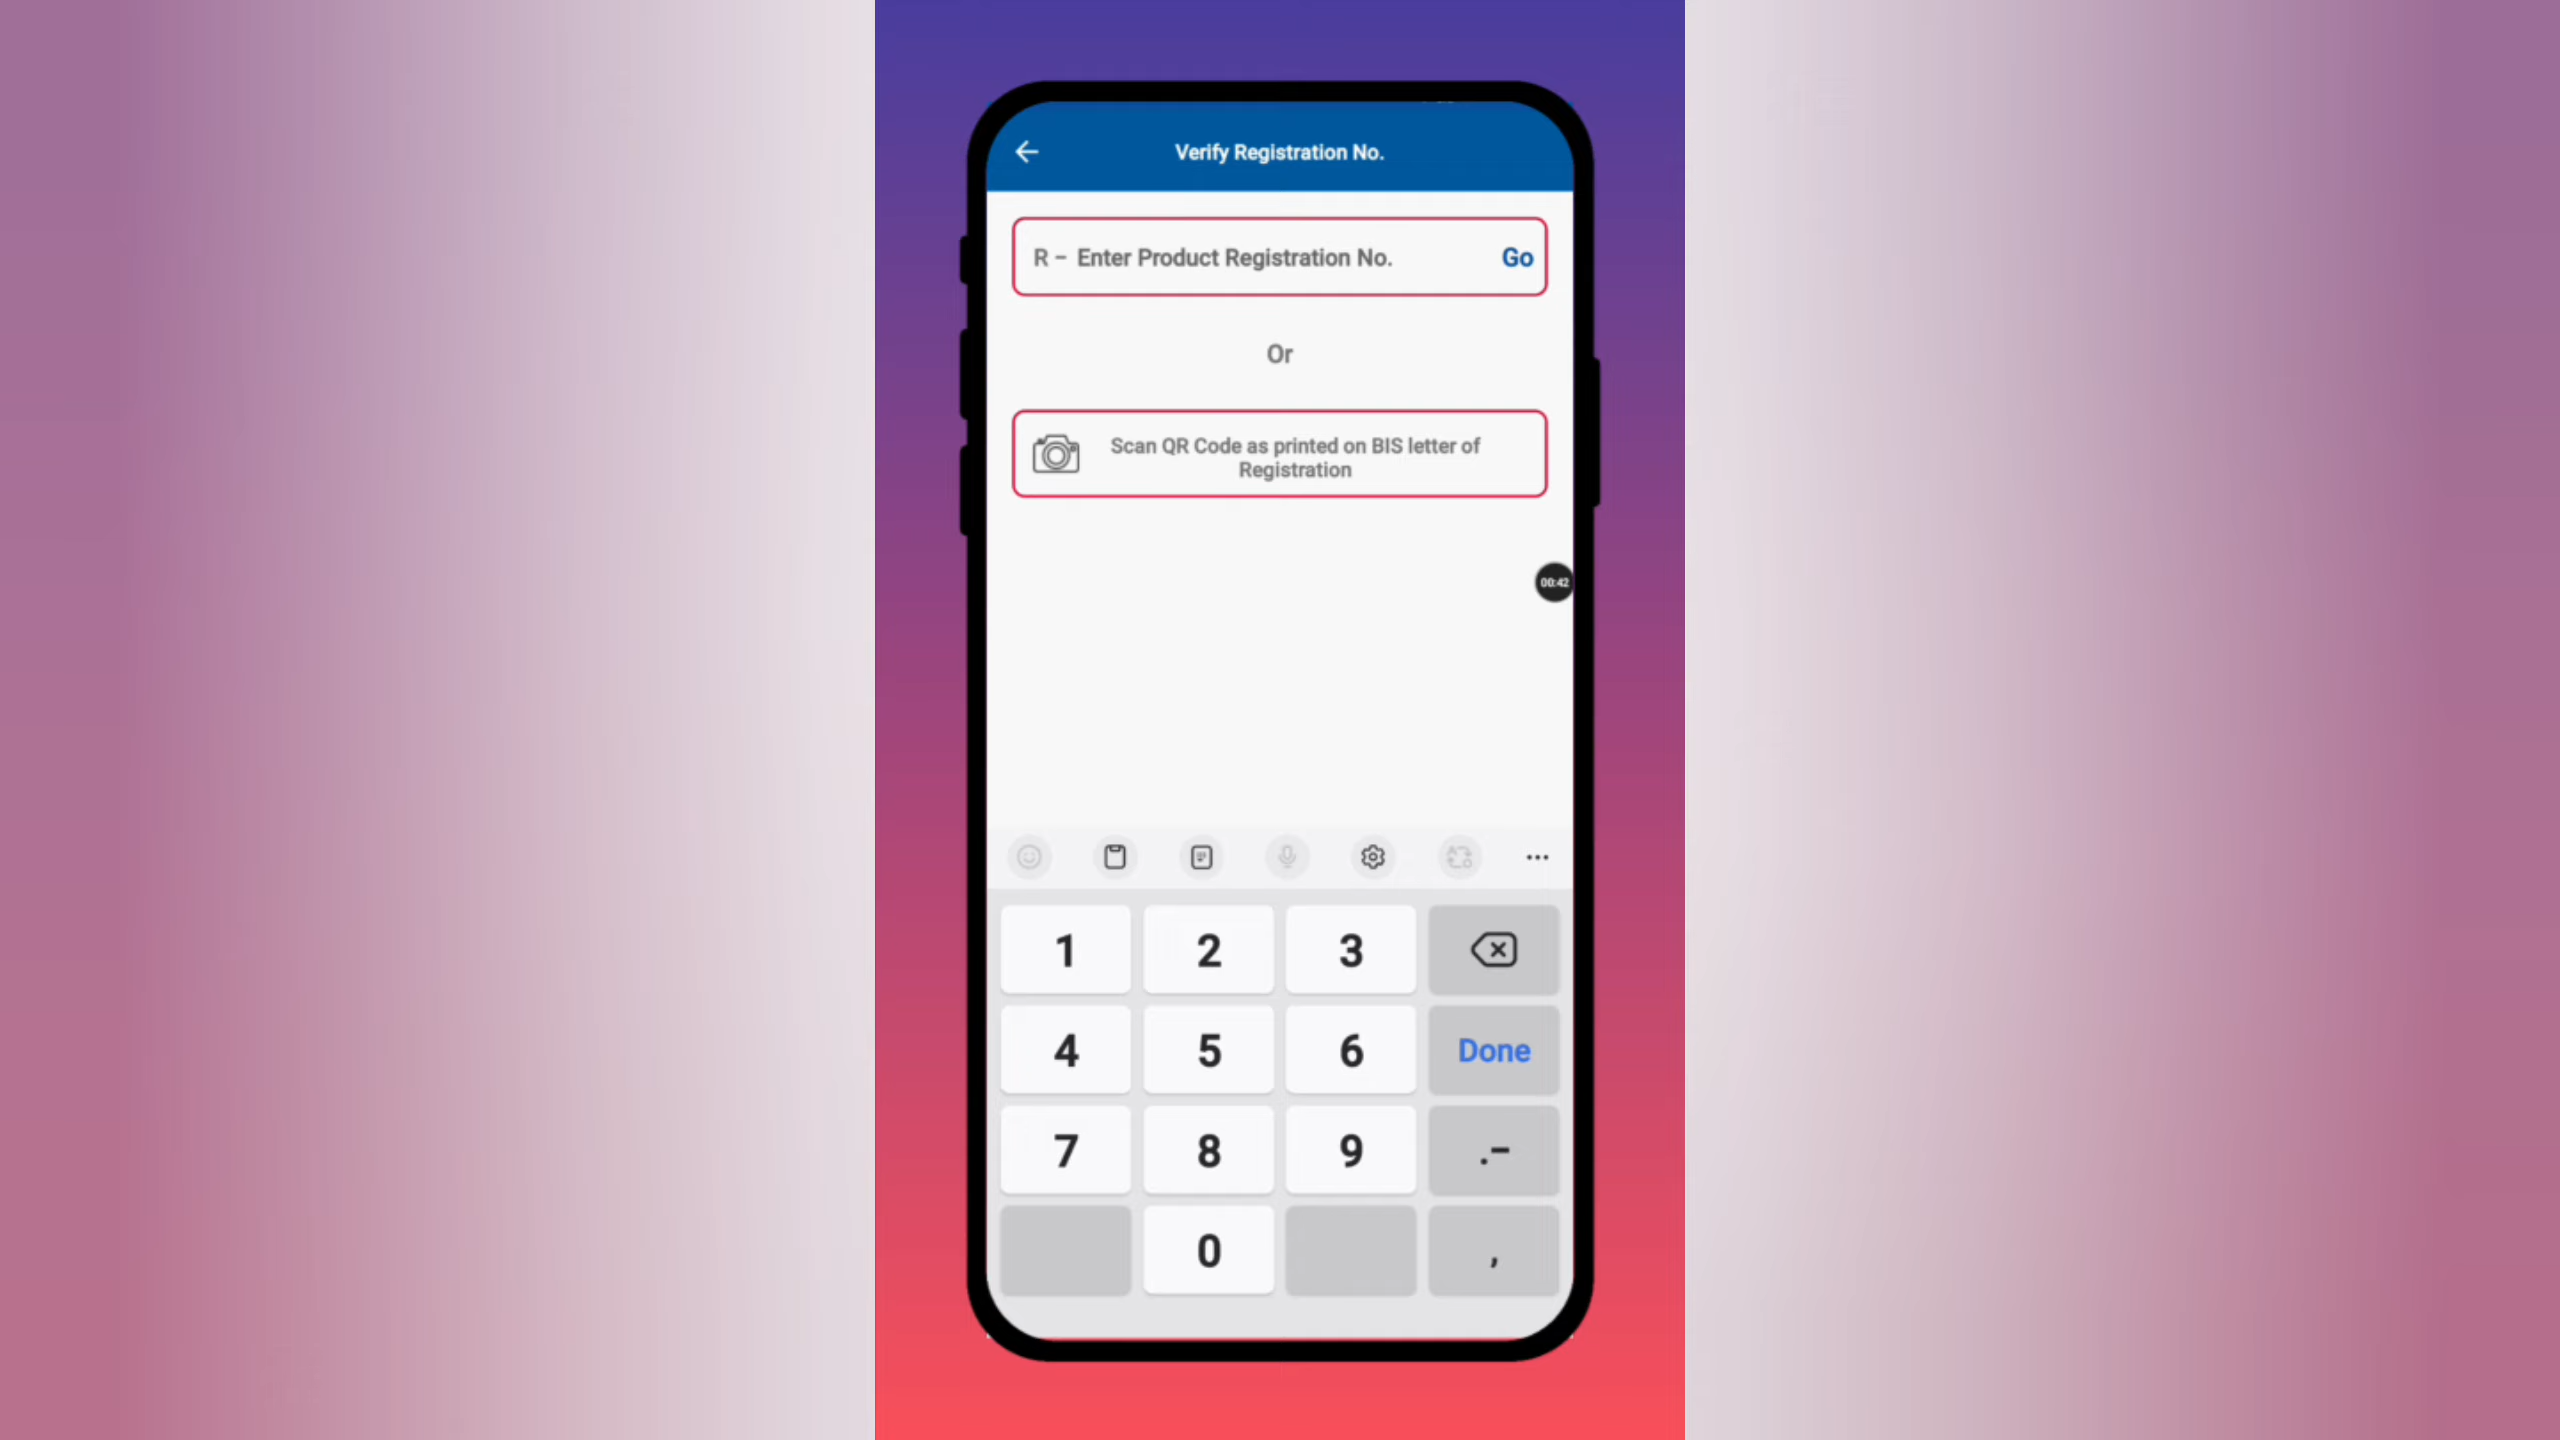 Verify Registration No.
R – Enter Product Registration No. Go
Or
Scan QR Code as printed on BIS letter of
Registration
00:42
1 2 3
4 5 6 Done
7 8 9 .-
0 ,